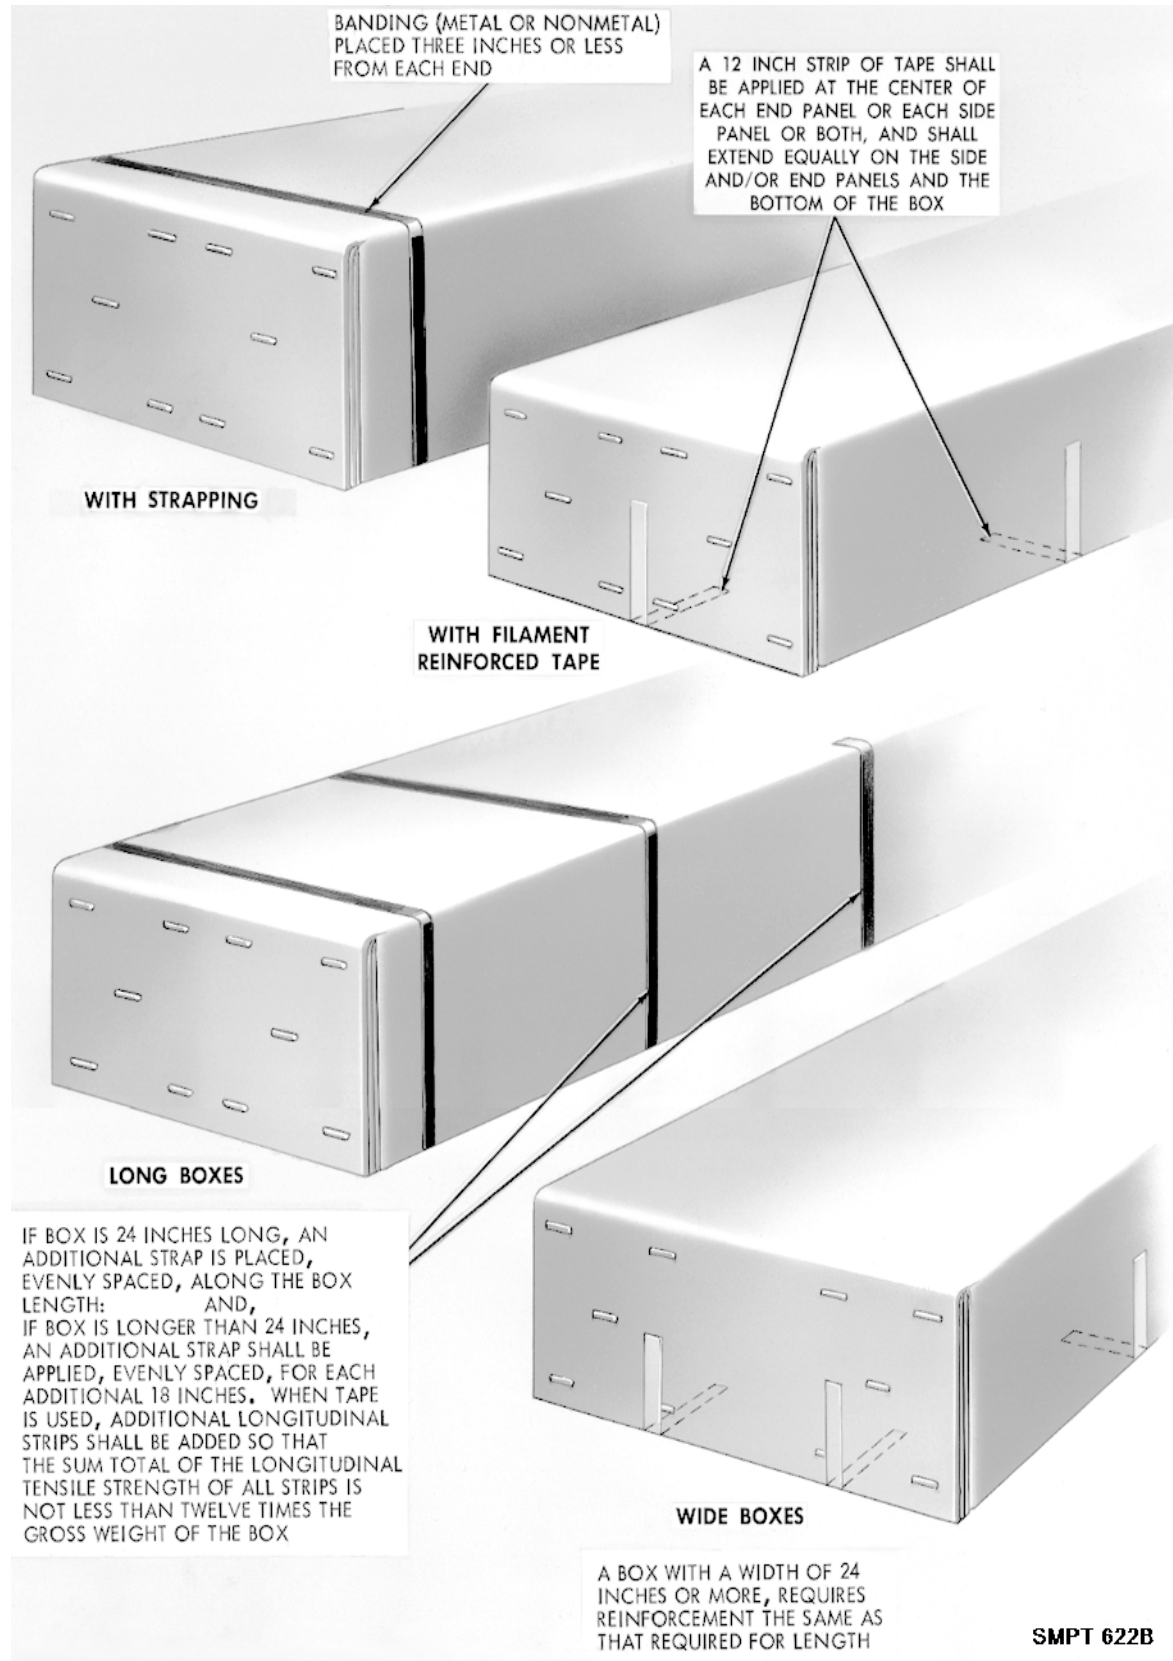 BANDING (METAL OR NONMETAL)
PLACED THREE INCHES OR LESS
FROM EACH END
A 12 INCH STRIP OF TAPE SHALL
BE APPLIED AT THE CENTER OF
EACH END PANEL OR EACH SIDE
PANEL OR BOTH, AND SHALL
EXTEND EQUALLY ON THE SIDE
AND/OR END PANELS AND THE
BOTTOM OF THE BOX
WITH STRAPPING
WITH FILAMENT
REINFORCED TAPE
LONG BOXES
IF BOX IS 24 INCHES LONG, AN
ADDITIONAL STRAP IS PLACED,
EVENLY SPACED, ALONG THE BOX
LENGTH: AND,
IF BOX IS LONGER THAN 24 INCHES,
AN ADDITIONAL STRAP SHALL BE
APPLIED, EVENLY SPACED, FOR EACH
ADDITIONAL 18 INCHES. WHEN TAPE
IS USED, ADDITIONAL LONGITUDINAL
STRIPS SHALL BE ADDED SO THAT
THE SUM TOTAL OF THE LONGITUDINAL
TENSILE STRENGTH OF ALL STRIPS IS
NOT LESS THAN TWELVE TIMES THE
GROSS WEIGHT OF THE BOX
WIDE BOXES
A BOX WITH A WIDTH OF 24
INCHES OR MORE, REQUIRES
REINFORCEMENT THE SAME AS
THAT REQUIRED FOR LENGTH
SMPT 622B